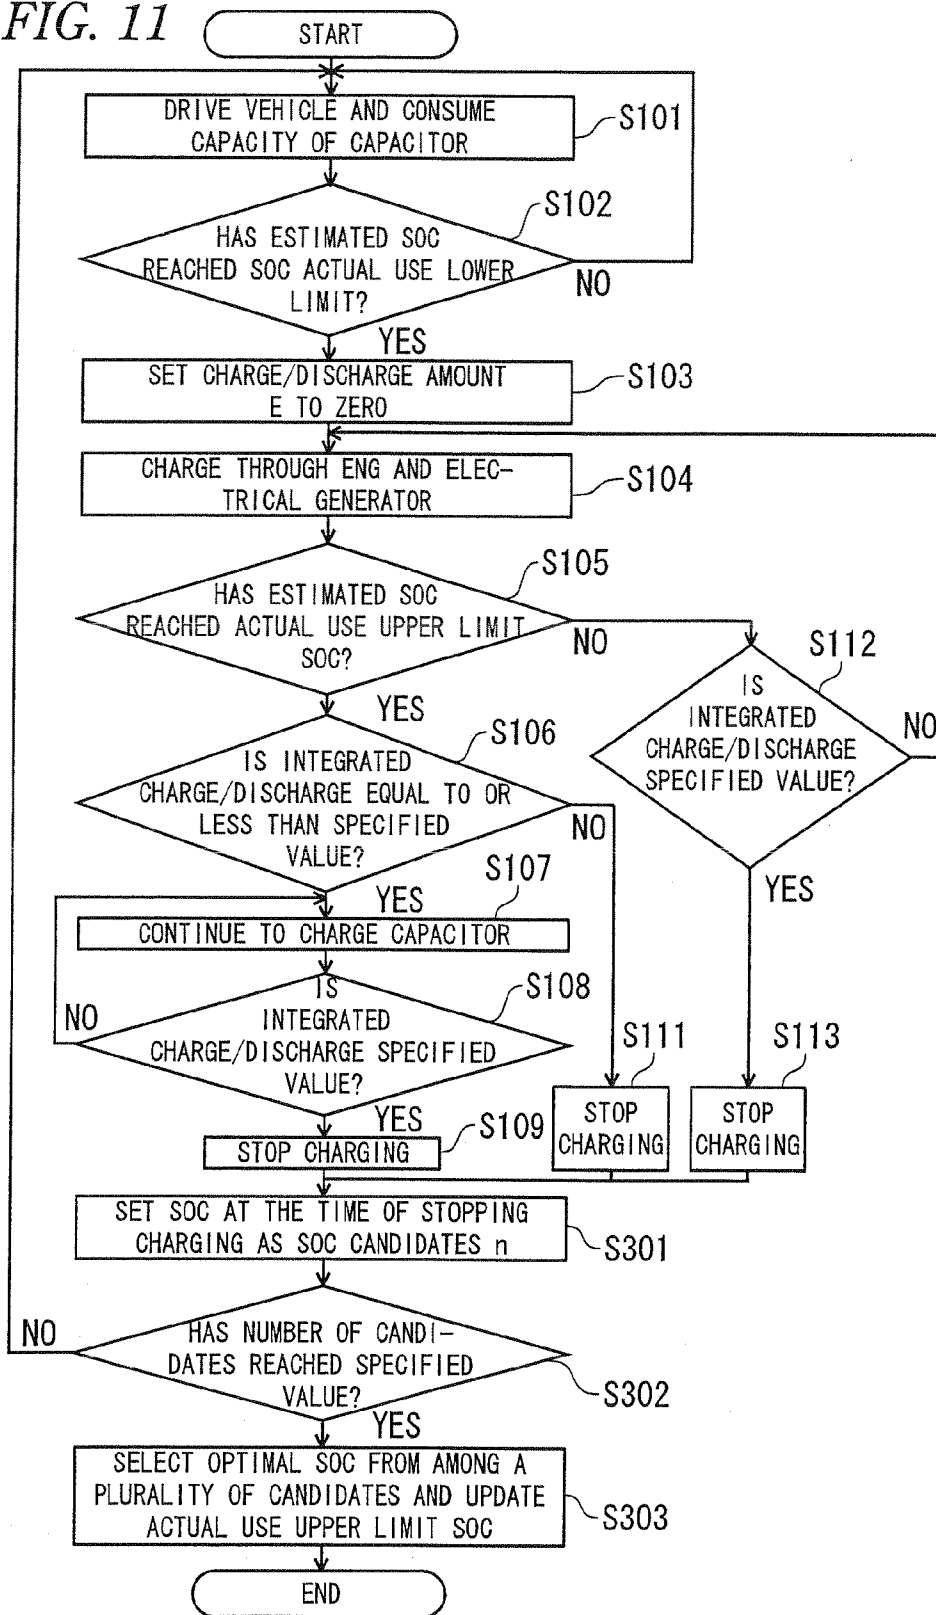 FIG. 11
START
DRIVE VEHICLE AND CONSUME
CAPACITY OF CAPACITOR
S101
S102
HAS ESTIMATED SOC
REACHED SOC ACTUAL USE LOWER
LIMIT?
NO
YES
SET CHARGE/DISCHARGE AMOUNT
E TO ZERO
S103
CHARGE THROUGH ENG AND ELEC-
TRICAL GENERATOR
S104
S105
HAS ESTIMATED SOC
REACHED ACTUAL USE UPPER LIMIT
SOC?
NO
YES
S112
IS
INTEGRATED
CHARGE/DISCHARGE
SPECIFIED VALUE?
NO
YES
S106
IS INTEGRATED
CHARGE/DISCHARGE EQUAL TO OR
LESS THAN SPECIFIED
VALUE?
NO
YES
S107
CONTINUE TO CHARGE CAPACITOR
S108
IS
INTEGRATED
CHARGE/DISCHARGE SPECIFIED
VALUE?
NO
YES
S109
STOP CHARGING
S111
STOP
CHARGING
S113
STOP
CHARGING
SET SOC AT THE TIME OF STOPPING
CHARGING AS SOC CANDIDATES n
S301
HAS NUMBER OF CANDI-
DATES REACHED SPECIFIED
VALUE?
NO
S302
YES
SELECT OPTIMAL SOC FROM AMONG A
PLURALITY OF CANDIDATES AND UPDATE
ACTUAL USE UPPER LIMIT SOC
S303
END